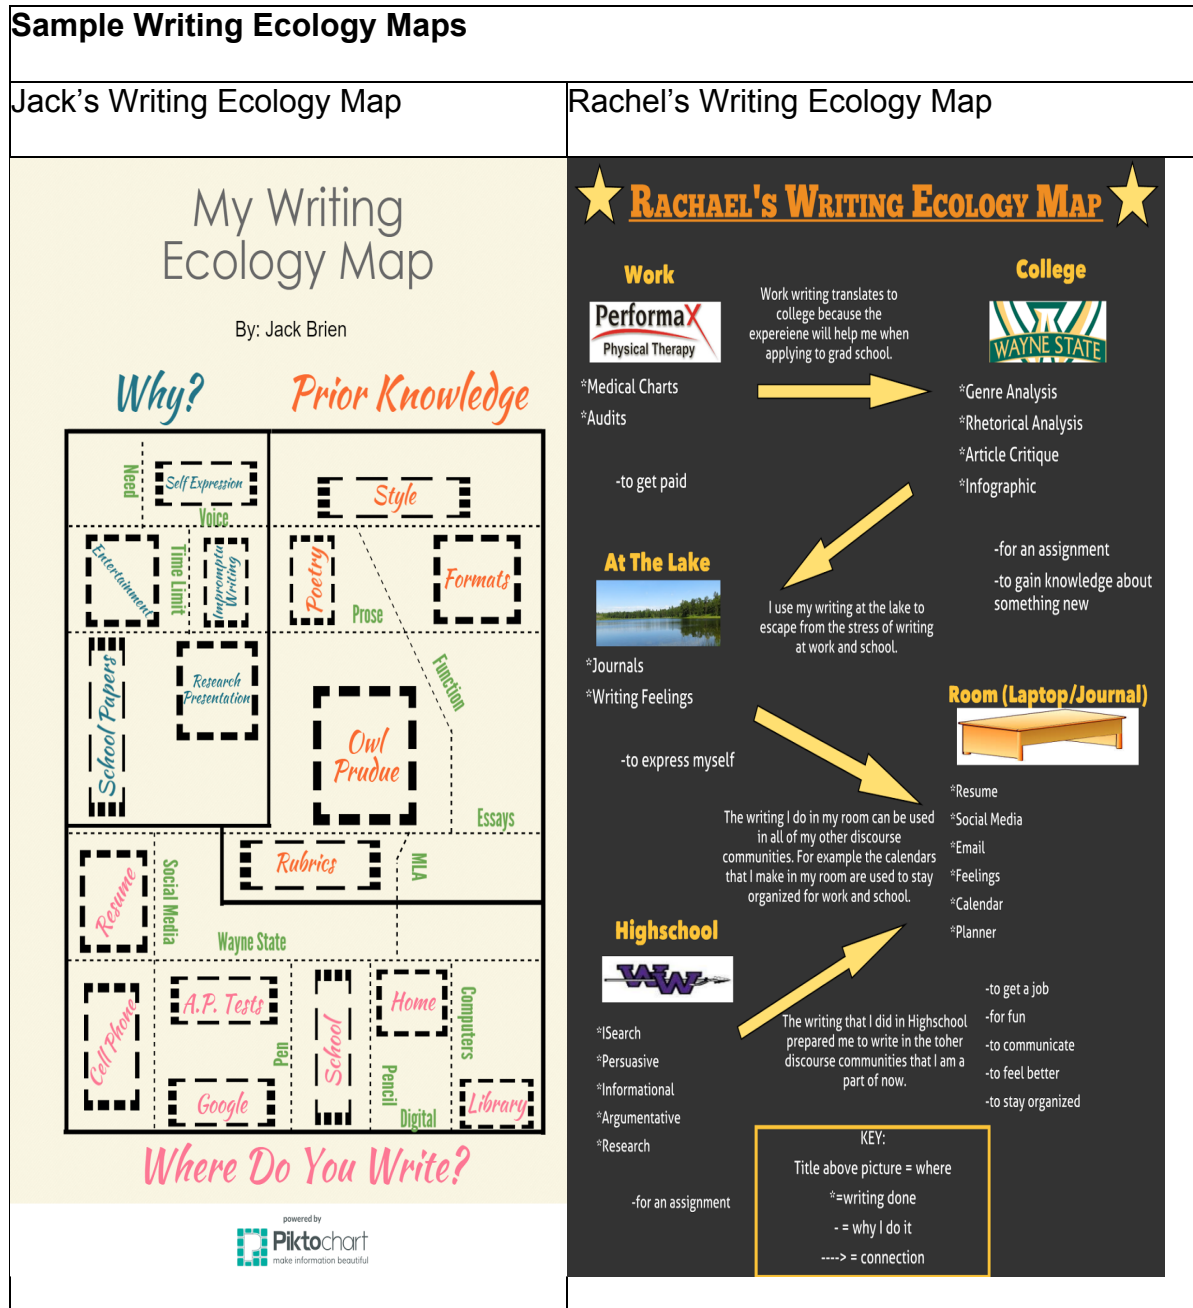 Sample Writing Ecology Maps
Jack’s Writing Ecology Map
Rachel’s Writing Ecology Map
My Writing
Ecology Map
By: Jack Brien
Why?
Prior Knowledge
Need
Self Expression
Voice
Style
Entertainment
Time Limit
Impromptu
Writing
Poetry
Prose
Formats
School Papers
Research
Presentation
Function
Owl
Prudue
Essays
Rubrics
MLA
Resume
Social Media
Wayne State
Cell Phone
A.P. Tests
Google
Pen
School
Home
Pencil
Digital
Computers
Library
Where Do You Write?
powered by
Piktochart
make information beautiful
RACHAEL'S WRITING ECOLOGY MAP
Work
PerformaX
Physical Therapy
*Medical Charts
*Audits
-to get paid
Work writing translates to
college because the
expereiene will help me when
applying to grad school.
College
WAYNE STATE
*Genre Analysis
*Rhetorical Analysis
*Article Critique
*Infographic
-for an assignment
-to gain knowledge about
something new
At The Lake
*Journals
*Writing Feelings
-to express myself
I use my writing at the lake to
escape from the stress of writing
at work and school.
Room (Laptop/Journal)
*Resume
*Social Media
*Email
*Feelings
*Calendar
*Planner
-to get a job
-for fun
-to communicate
-to feel better
-to stay organized
The writing I do in my room can be used
in all of my other discourse
communities. For example the calendars
that I make in my room are used to stay
organized for work and school.
Highschool
WW
*ISearch
*Persuasive
*Informational
*Argumentative
*Research
-for an assignment
The writing that I did in Highschool
prepared me to write in the toher
discourse communities that I am a
part of now.
KEY:
Title above picture = where
*=writing done
- = why I do it
----> = connection